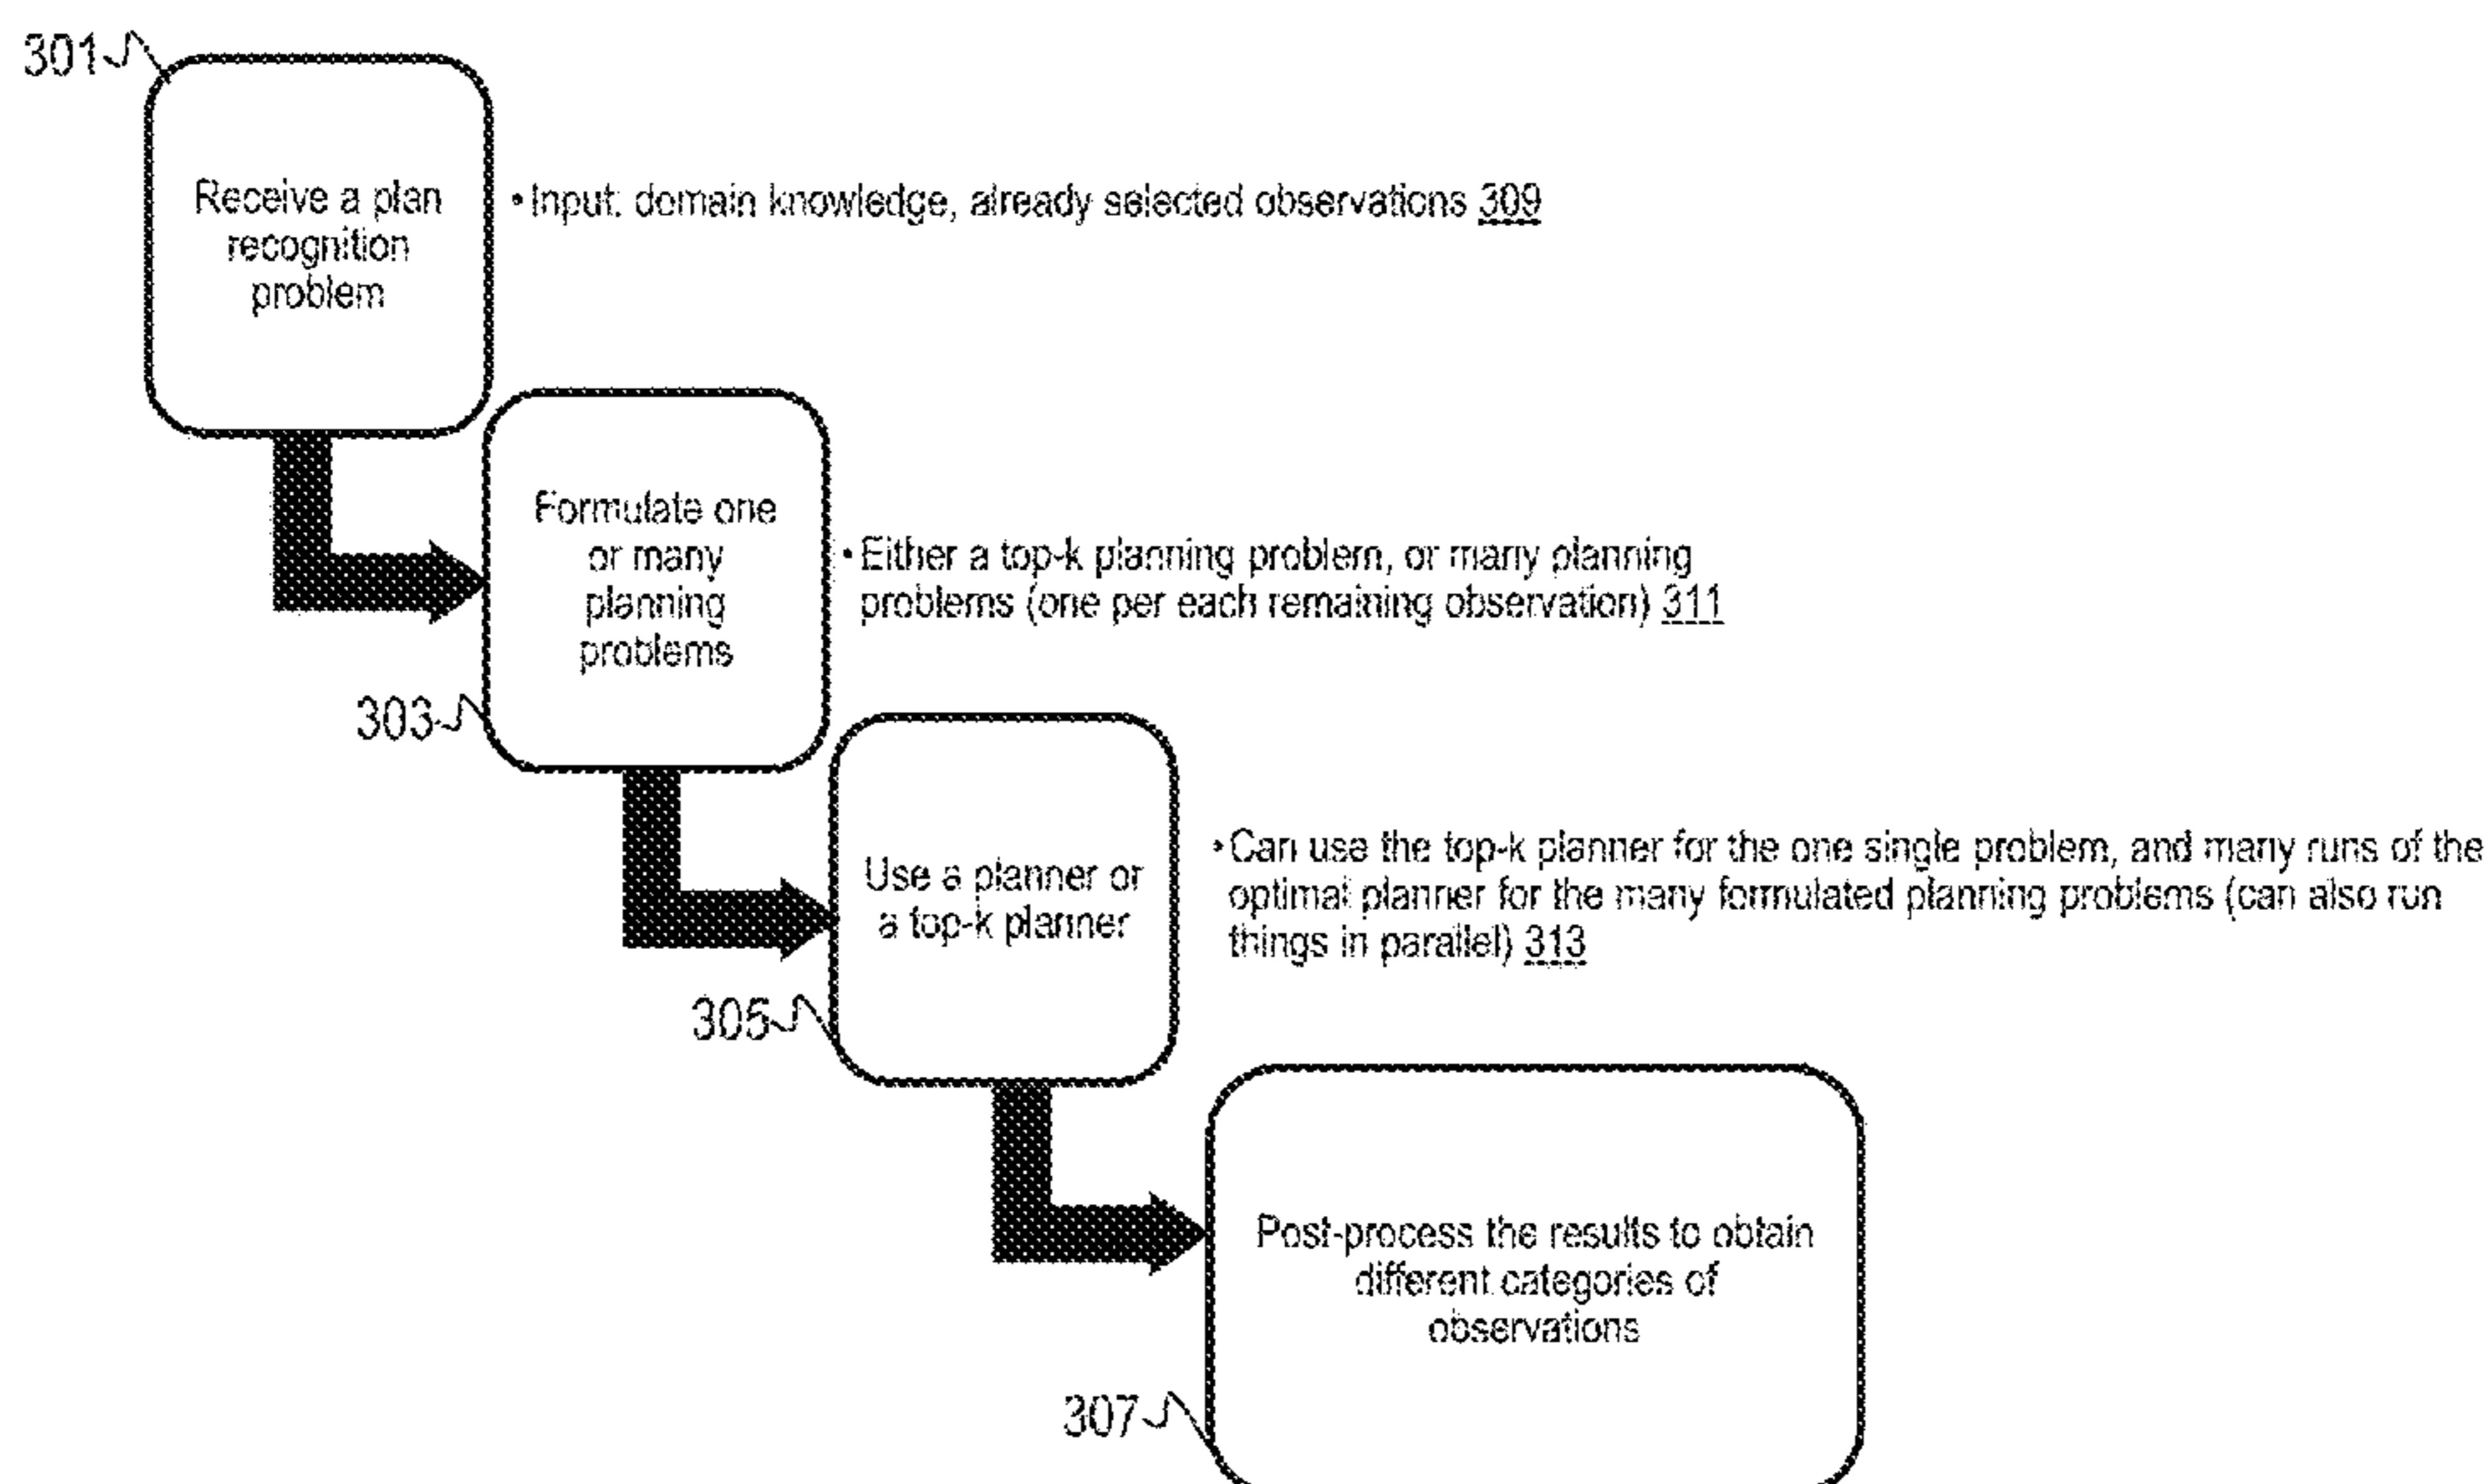 301
Receive a plan
recognition
problem
• Input: domain knowledge, already selected observations 309
Formulate one
or many
planning
problems
• Either a top-k planning problem, or many planning
problems (one per each remaining observation) 311
303
Use a planner or
a top-k planner
• Can use the top-k planner for the one single problem, and many runs of the
optimal planner for the many formulated planning problems (can also run
things in parallel) 313
305
Post-process the results to obtain
different categories of
observations
307